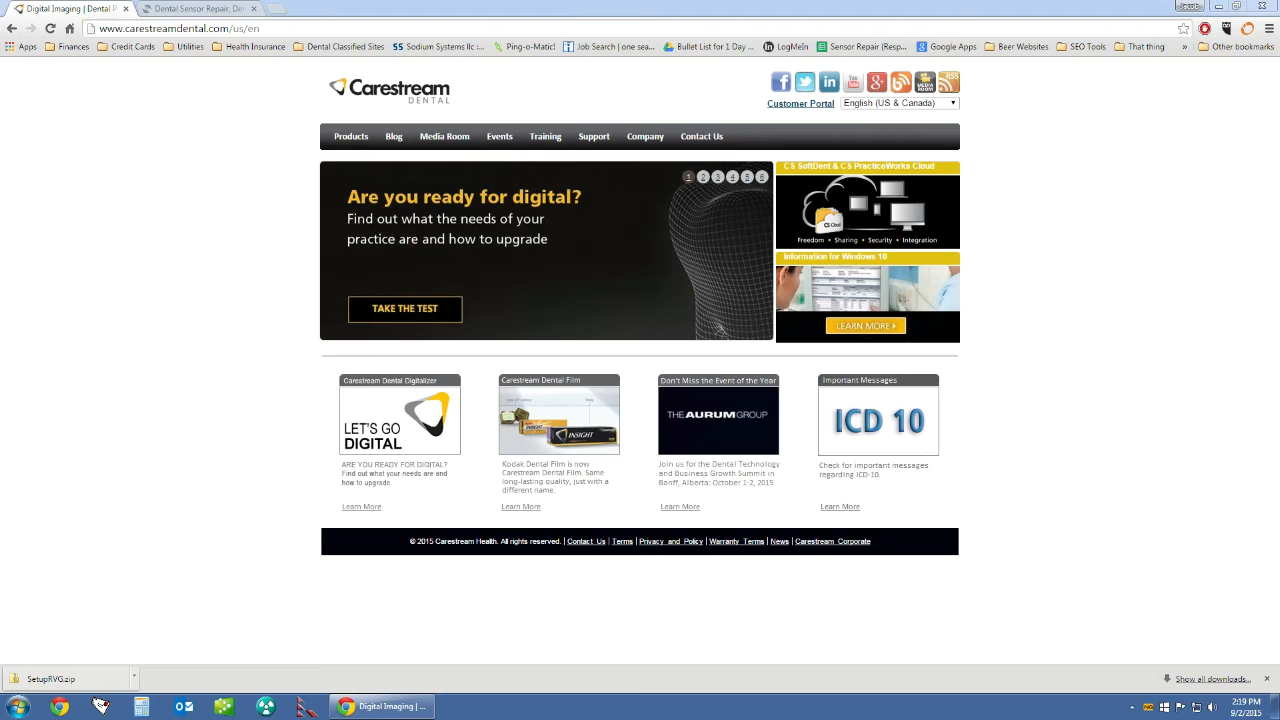 Digital Imaging | Dental P
Dental Sensor Repair, Den
www.carestreamdental.com/us/en
Apps Finances Credit Cards Utilities Health Insurance Dental Classified Sites SS Sodium llc :... Ping-o-Matic! Job Search | one sea... Bullet List for 1 Day ... LogMeIn Sensor Repair (Resp... Google Apps Beer Websites SEO Tools That thing » Other bookmarks
Carestream
DENTAL
You Tube MEDIA ROOM RSS
Customer Portal English (US & Canada)
Products Blog Media Room Events Training Support Company Contact Us
1 2 3 4 5 6
Are you ready for digital?
Find out what the needs of your
practice are and how to upgrade
TAKE THE TEST
CS SoftDent & CS PracticeWorks Cloud
CS Cloud
Freedom • Sharing • Security • Integration
Information for Windows 10
LEARN MORE
Carestream Dental Digitalizer
LET'S GO
DIGITAL
ARE YOU READY FOR DIGITAL?
Find out what your needs are and
how to upgrade.
Learn More
Carestream Dental Film
INSIGHT
Kodak Dental Film is now
Carestream Dental Film. Same
long-lasting quality, just with a
different name.
Learn More
Don't Miss the Event of the Year
THE AURUMGROUP
Join us for the Dental Technology
and Business Growth Summit in
Banff, Alberta: October 1-2, 2015
Learn More
Important Messages
ICD 10
Check for important messages
regarding ICD-10.
Learn More
© 2015 Carestream Health. All rights reserved. | Contact Us | Terms | Privacy and Policy | Warranty Terms | News | Carestream Corporate
SetupRVG.zip
Show all downloads...
Digital Imaging | ...
2:19 PM
9/2/2015